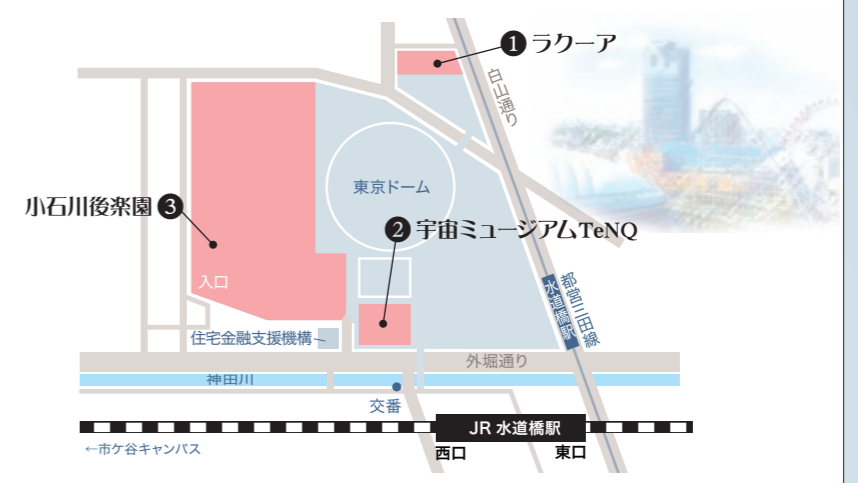 ❶ ラクーア
白山通り
東京ドーム
小石川後楽園 ❸
❷ 宇宙ミュージアムTeNQ
入口
水道橋駅
都営三田線
住宅金融支援機構
外堀通り
神田川
交番
JR 水道橋駅
←市ケ谷キャンパス
西口
東口